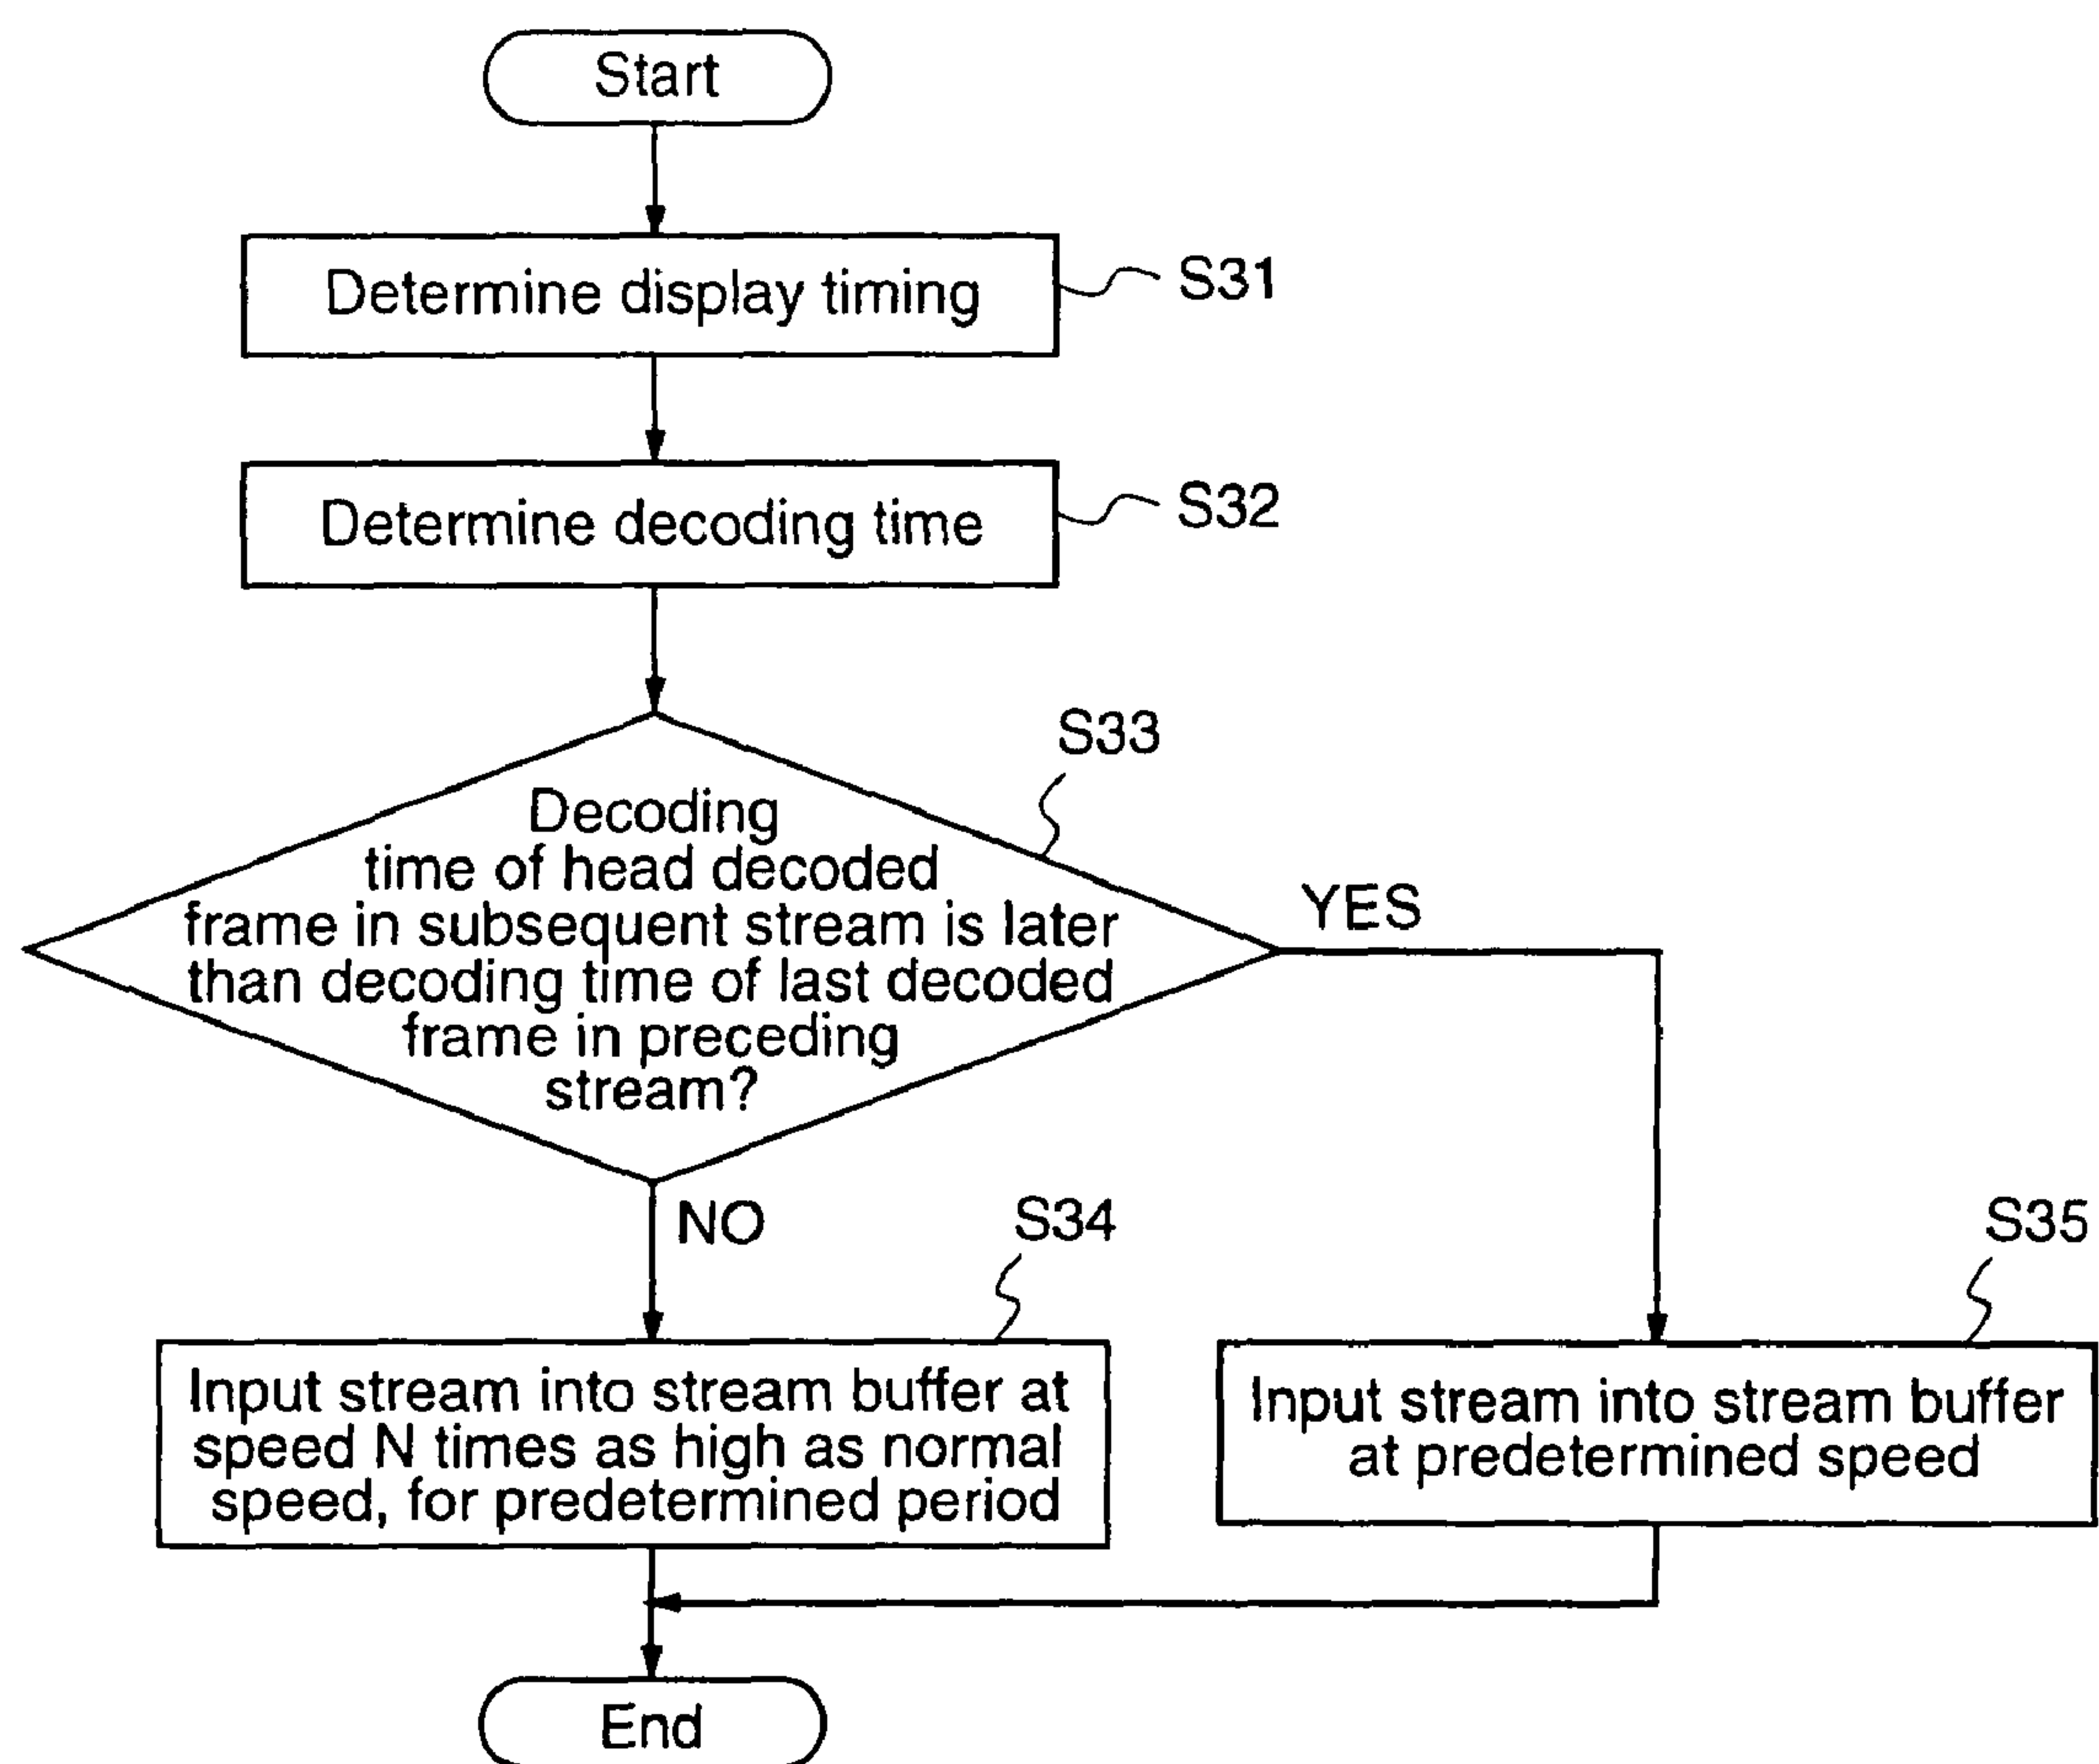 Start
Determine display timing
S31
Determine decoding time
S32
S33
Decoding
time of head decoded
frame in subsequent stream is later
than decoding time of last decoded
frame in preceding
stream?
YES
NO
S34
S35
Input stream into stream buffer at
speed N times as high as normal
speed, for predetermined period
Input stream into stream buffer
at predetermined speed
End